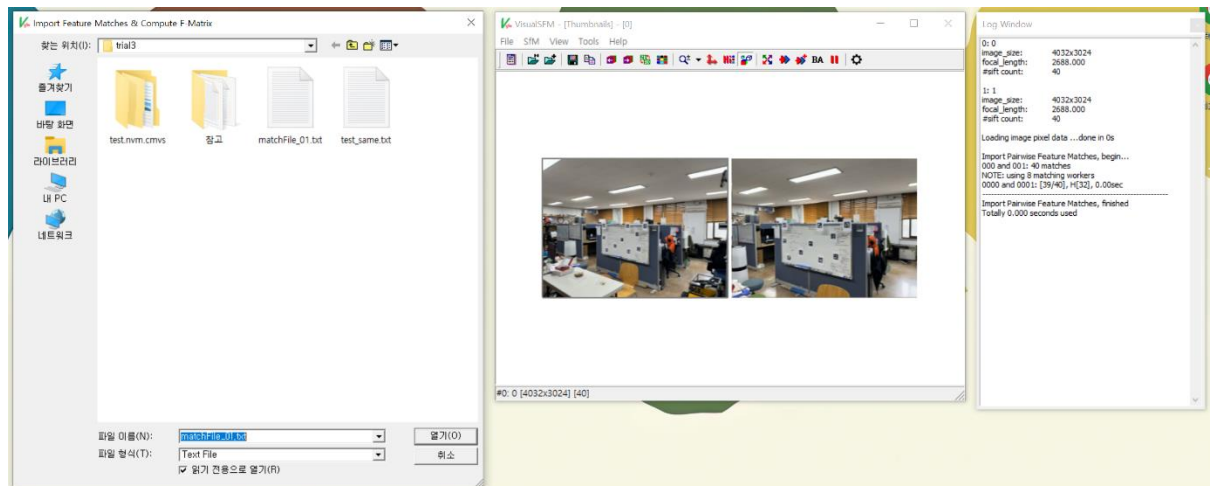 Import Feature Matches & Compute F-Matrix
찾는 위치(I):
trial3
즐겨찾기
바탕 화면
라이브러리
내 PC
네트워크
test.nvm.cmvs
참고
matchFile_01.txt
test_same.txt
파일 이름(N):
matchFile_01.txt
열기(O)
파일 형식(T):
Text File
취소
읽기 전용으로 열기(R)
VisualSFM - [Thumbnails] - [0]
File SfM View Tools Help
BA
#0: 0 [4032x3024] [40]
Log Window
0: 0
image_size: 4032x3024
focal_length: 2688.000
#sift count: 40
1: 1
image_size: 4032x3024
focal_length: 2688.000
#sift count: 40
Loading image pixel data ...done in 0s
Import Pairwise Feature Matches, begin...
000 and 001: 40 matches
NOTE: using 8 matching workers
0000 and 0001: [39/40], H[32], 0.00sec
----------------------------------------------------------------
Import Pairwise Feature Matches, finished
Totally 0.000 seconds used